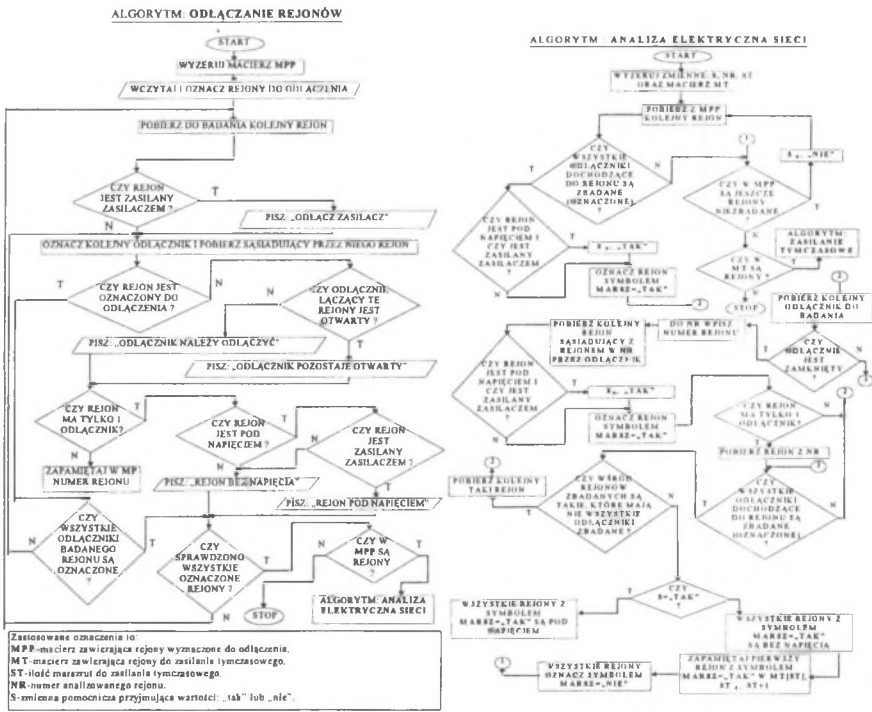 ALGORYTM: ODŁĄCZANIE REJONÓW
START
WYZERUJ MACIERZ MPP
WCZYTAJ I OZNACZ REJONY DO ODŁĄCZENIA
POBIERZ DO BADANIA KOLEJNY REJON
CZY REJON
JEST ZASILANY
ZASILACZEM ?
T
N
PISZ: „ODŁĄCZ ZASILACZ”
OZNACZ KOLEJNY ODŁĄCZNIK I POBIERZ SĄSIADUJĄCY PRZEZ NIEGO REJON
CZY REJON JEST
OZNACZONY DO
ODŁĄCZENIA ?
T
N
CZY ODŁĄCZNIK
ŁĄCZĄCY TE
REJONY JEST
OTWARTY ?
N
T
PISZ: „ODŁĄCZNIK NALEŻY ODŁĄCZYĆ”
PISZ: „ODŁĄCZNIK POZOSTAJE OTWARTY”
CZY REJON
MA TYLKO 1
ODŁĄCZNIK?
T
N
CZY REJON
JEST POD
NAPIĘCIEM ?
T
N
CZY REJON
JEST
ZASILANY
ZASILACZEM ?
N
T
ZAPAMIĘTAJ W MP
NUMER REJONU
PISZ: „REJON BEZ NAPIĘCIA”
PISZ: „REJON POD NAPIĘCIEM”
CZY
WSZYSTKIE
ODŁĄCZNIKI
BADANEGO
REJONU SĄ
OZNACZONE
?
N
T
CZY
SPRAWDZONO
WSZYSTKIE
OZNACZONE
REJONY ?
T
N
CZY W
MPP SĄ
REJONY
?
N
T
STOP
ALGORYTM: ANALIZA
ELEKTRYCZNA SIECI
Zastosowane oznaczenia to:
MPP-macierz zawierająca rejony wyznaczone do odłączenia,
MT-macierz zawierająca rejony do zasilania tymczasowego,
ST-ilość marszrut do zasilania tymczasowego,
NR-numer analizowanego rejonu,
S-zmienna pomocnicza przyjmująca wartości: „tak” lub „nie”.
ALGORYTM ANALIZA ELEKTRYCZNA SIECI
START
WYZERUJ ZMIENNE: S, NR, ST
ORAZ MACIERZ MT
POBIERZ Z MPP
KOLEJNY REJON
CZY
WSZYSTKIE
ODŁĄCZNIKI
DOCHODZĄCE
DO REJONU SĄ
ZBADANE
(OZNACZONE)
?
T
N
1
„NIE”
CZY W MPP
SĄ JESZCZE
REJONY
NIEZBADANE
?
T
N
CZY REJON
JEST POD
NAPIĘCIEM I
CZY JEST
ZASILANY
ZASILACZEM
?
T
N
„TAK”
OZNACZ REJON
SYMBOLEM
MARSZ=„TAK”
2
CZY W
MT SĄ
REJONY ?
T
N
ALGORYTM:
ZASILANIE
TYMCZASOWE
STOP
POBIERZ KOLEJNY
ODŁĄCZNIK DO
BADANIA
CZY
ODŁĄCZNIK
JEST
ZAMKNIĘTY
?
T
N
DO NR WPISZ
NUMER REJONU
POBIERZ KOLEJNY
REJON
SĄSIADUJĄCY Z
REJONEM W NR
PRZEZ ODŁĄCZNIK
CZY REJON
JEST POD
NAPIĘCIEM I
CZY JEST
ZASILANY
ZASILACZEM
?
T
N
„TAK”
OZNACZ REJON
SYMBOLEM
MARSZ=„TAK”
CZY REJON
MA TYLKO 1
ODŁĄCZNIK?
N
T
POBIERZ REJON Z NR
CZY
WSZYSTKIE
ODŁĄCZNIKI
DOCHODZĄCE
DO REJONU SĄ
ZBADANE
(OZNACZONE)
?
T
N
CZY WŚRÓD
REJONÓW
ZBADANYCH SĄ
TAKIE, KTÓRE MAJĄ
NIE WSZYSTKIE
ODŁĄCZNIKI
ZBADANE ?
T
N
2
POBIERZ KOLEJNY
TAKI REJON
CZY
S=„TAK”
?
T
N
WSZYSTKIE REJONY Z
SYMBOLEM
MARSZ=„TAK” SĄ POD
NAPIĘCIEM
WSZYSTKIE REJONY Z
SYMBOLEM
MARSZ=„TAK”
SĄ BEZ NAPIĘCIA
ZAPAMIĘTAJ PIERWSZY
REJON Z SYMBOLEM
MARSZ=„TAK” W MT[ST],
WSZYSTKIE REJONY
OZNACZ SYMBOLEM
MARSZ=„NIE”